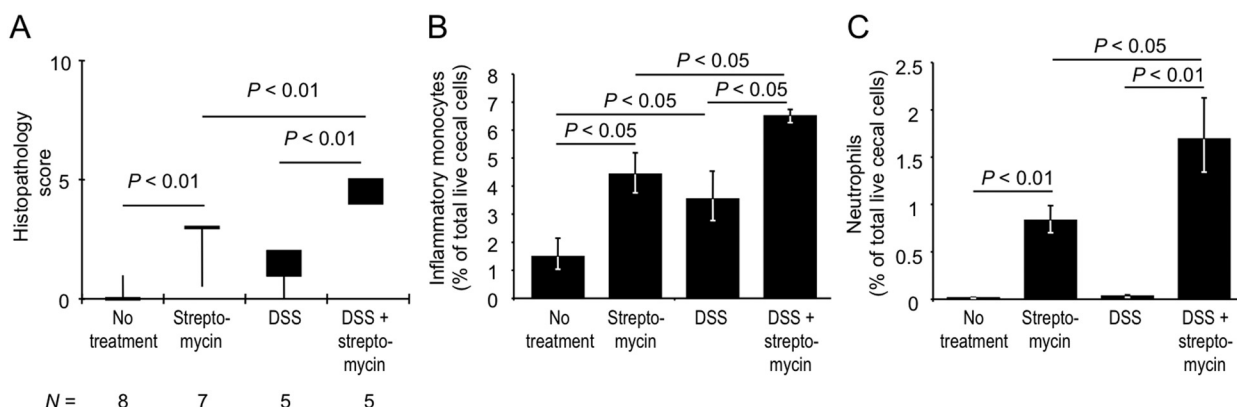 A
Histopathology
score
10
5
0
P < 0.01
P < 0.01
P < 0.01
No
treatment
Strepto-
mycin
DSS
DSS +
strepto-
mycin
N = 8 7 5 5
B
Inflammatory monocytes
(% of total live cecal cells)
8
7
6
5
4
3
2
1
0
P < 0.05
P < 0.05
P < 0.05
P < 0.05
No
treatment
Strepto-
mycin
DSS
DSS +
strepto-
mycin
C
Neutrophils
(% of total live cecal cells)
2.5
2
1.5
1
0.5
0
P < 0.05
P < 0.01
P < 0.01
No
treatment
Strepto-
mycin
DSS
DSS +
strepto-
mycin